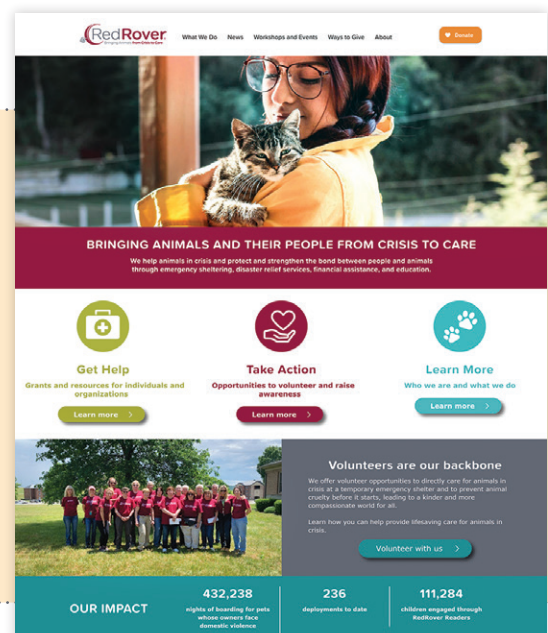 RedRover
Bringing Animals from Crisis to Care
What We Do News Workshops and Events Ways to Give About
Donate
BRINGING ANIMALS AND THEIR PEOPLE FROM CRISIS TO CARE
We help animals in crisis and protect and strengthen the bond between people and animals
through emergency sheltering, disaster relief services, financial assistance, and education.
Get Help
Grants and resources for individuals and
organizations
Learn more
Take Action
Opportunities to volunteer and raise
awareness
Learn more
Learn More
Who we are and what we do
Learn more
Volunteers are our backbone
We offer volunteer opportunities to directly care for animals in
crisis at a temporary emergency shelter and to prevent animal
cruelty before it starts, leading to a kinder and more
compassionate world for all.
Learn how you can help provide lifesaving care for animals in
crisis.
Volunteer with us
OUR IMPACT
432,238
nights of boarding for pets
whose owners face
domestic violence
236
deployments to date
111,284
children engaged through
RedRover Readers